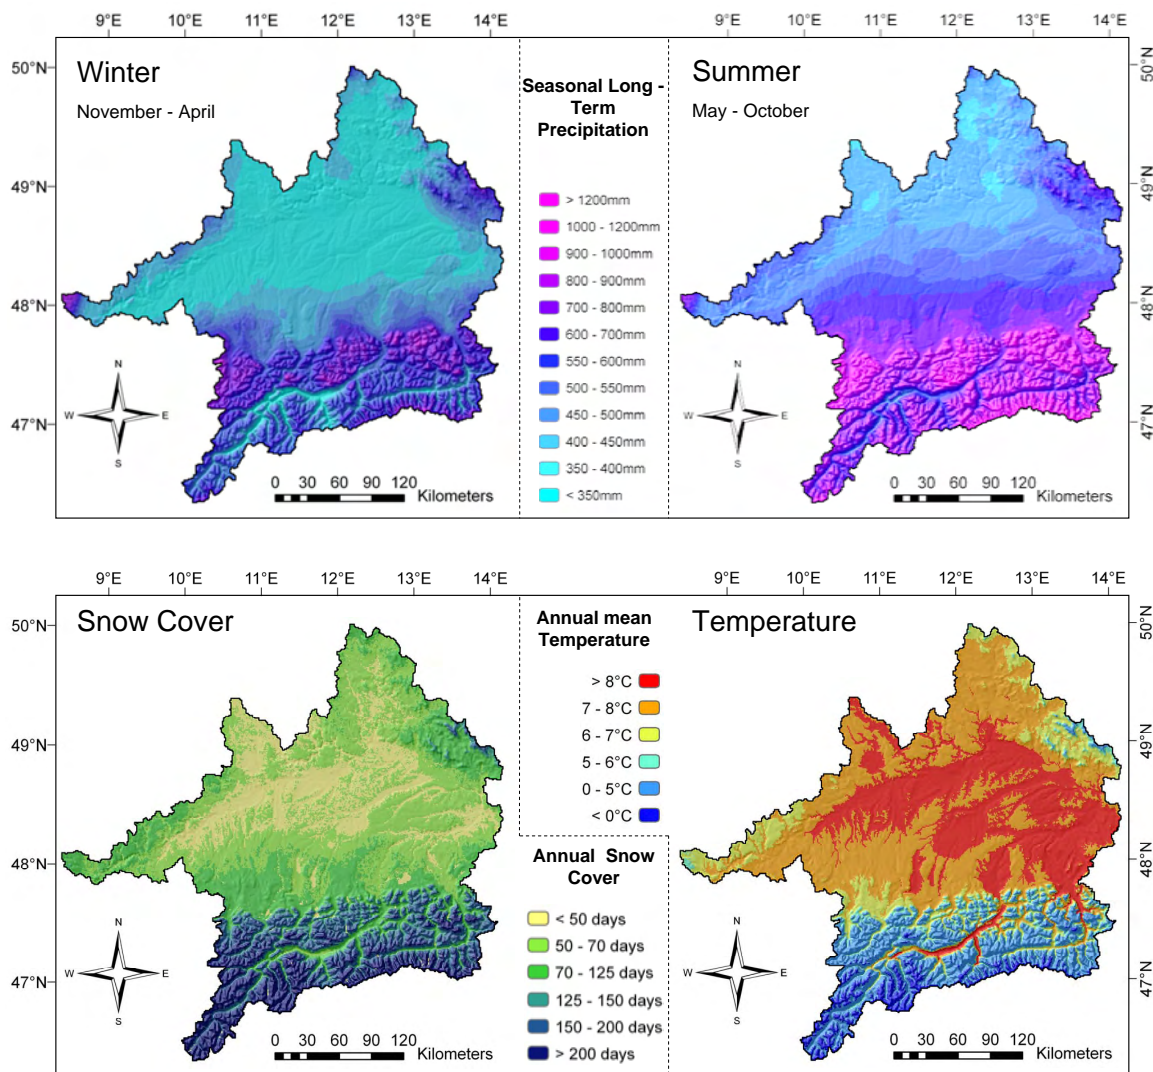 9°E 10°E 11°E 12°E 13°E 14°E
9°E 10°E 11°E 12°E 13°E 14°E
50°N
49°N
48°N
47°N
Winter
November - April
N
W E
S
0 30 60 90 120
Kilometers
Seasonal Long -
Term
Precipitation
> 1200mm
1000 - 1200mm
900 - 1000mm
800 - 900mm
700 - 800mm
600 - 700mm
550 - 600mm
500 - 550mm
450 - 500mm
400 - 450mm
350 - 400mm
< 350mm
Summer
May - October
N
W E
S
0 30 60 90 120
Kilometers
50°N
49°N
48°N
47°N
9°E 10°E 11°E 12°E 13°E 14°E
9°E 10°E 11°E 12°E 13°E 14°E
50°N
49°N
48°N
47°N
Snow Cover
N
W E
S
0 30 60 90 120
Kilometers
Annual mean
Temperature
> 8°C
7 - 8°C
6 - 7°C
5 - 6°C
0 - 5°C
< 0°C
Annual Snow
Cover
< 50 days
50 - 70 days
70 - 125 days
125 - 150 days
150 - 200 days
> 200 days
Temperature
N
W E
S
0 30 60 90 120
Kilometers
50°N
49°N
48°N
47°N